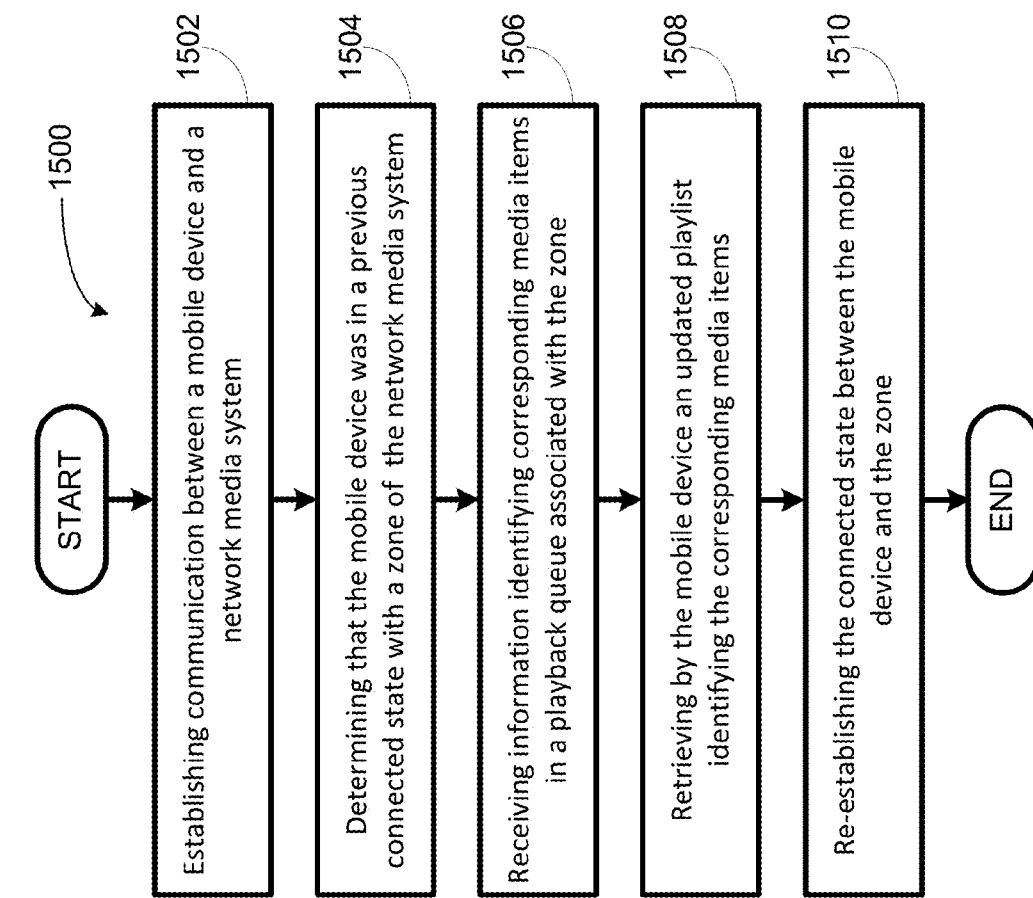 1500
START
1502
Establishing communication between a mobile device and a
network media system
1504
Determining that the mobile device was in a previous
connected state with a zone of the network media system
1506
Receiving information identifying corresponding media items
in a playback queue associated with the zone
1508
Retrieving by the mobile device an updated playlist
identifying the corresponding media items
1510
Re-establishing the connected state between the mobile
device and the zone
END